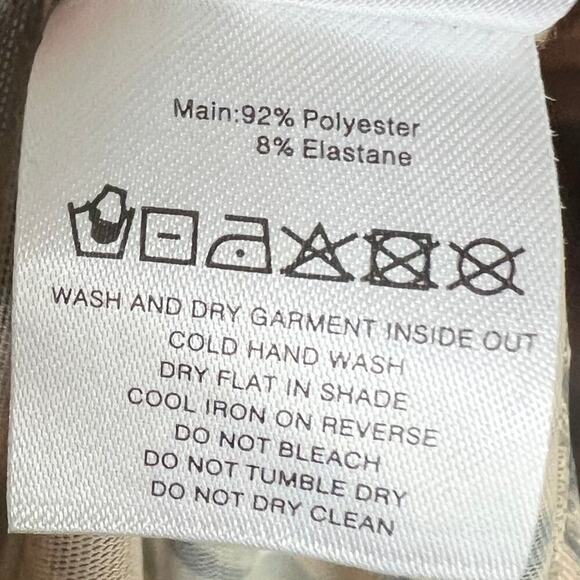 Main:92% Polyester
8% Elastane
WASH AND DRY GARMENT INSIDE OUT
COLD HAND WASH
DRY FLAT IN SHADE
COOL IRON ON REVERSE
DO NOT BLEACH
DO NOT TUMBLE DRY
DO NOT DRY CLEAN